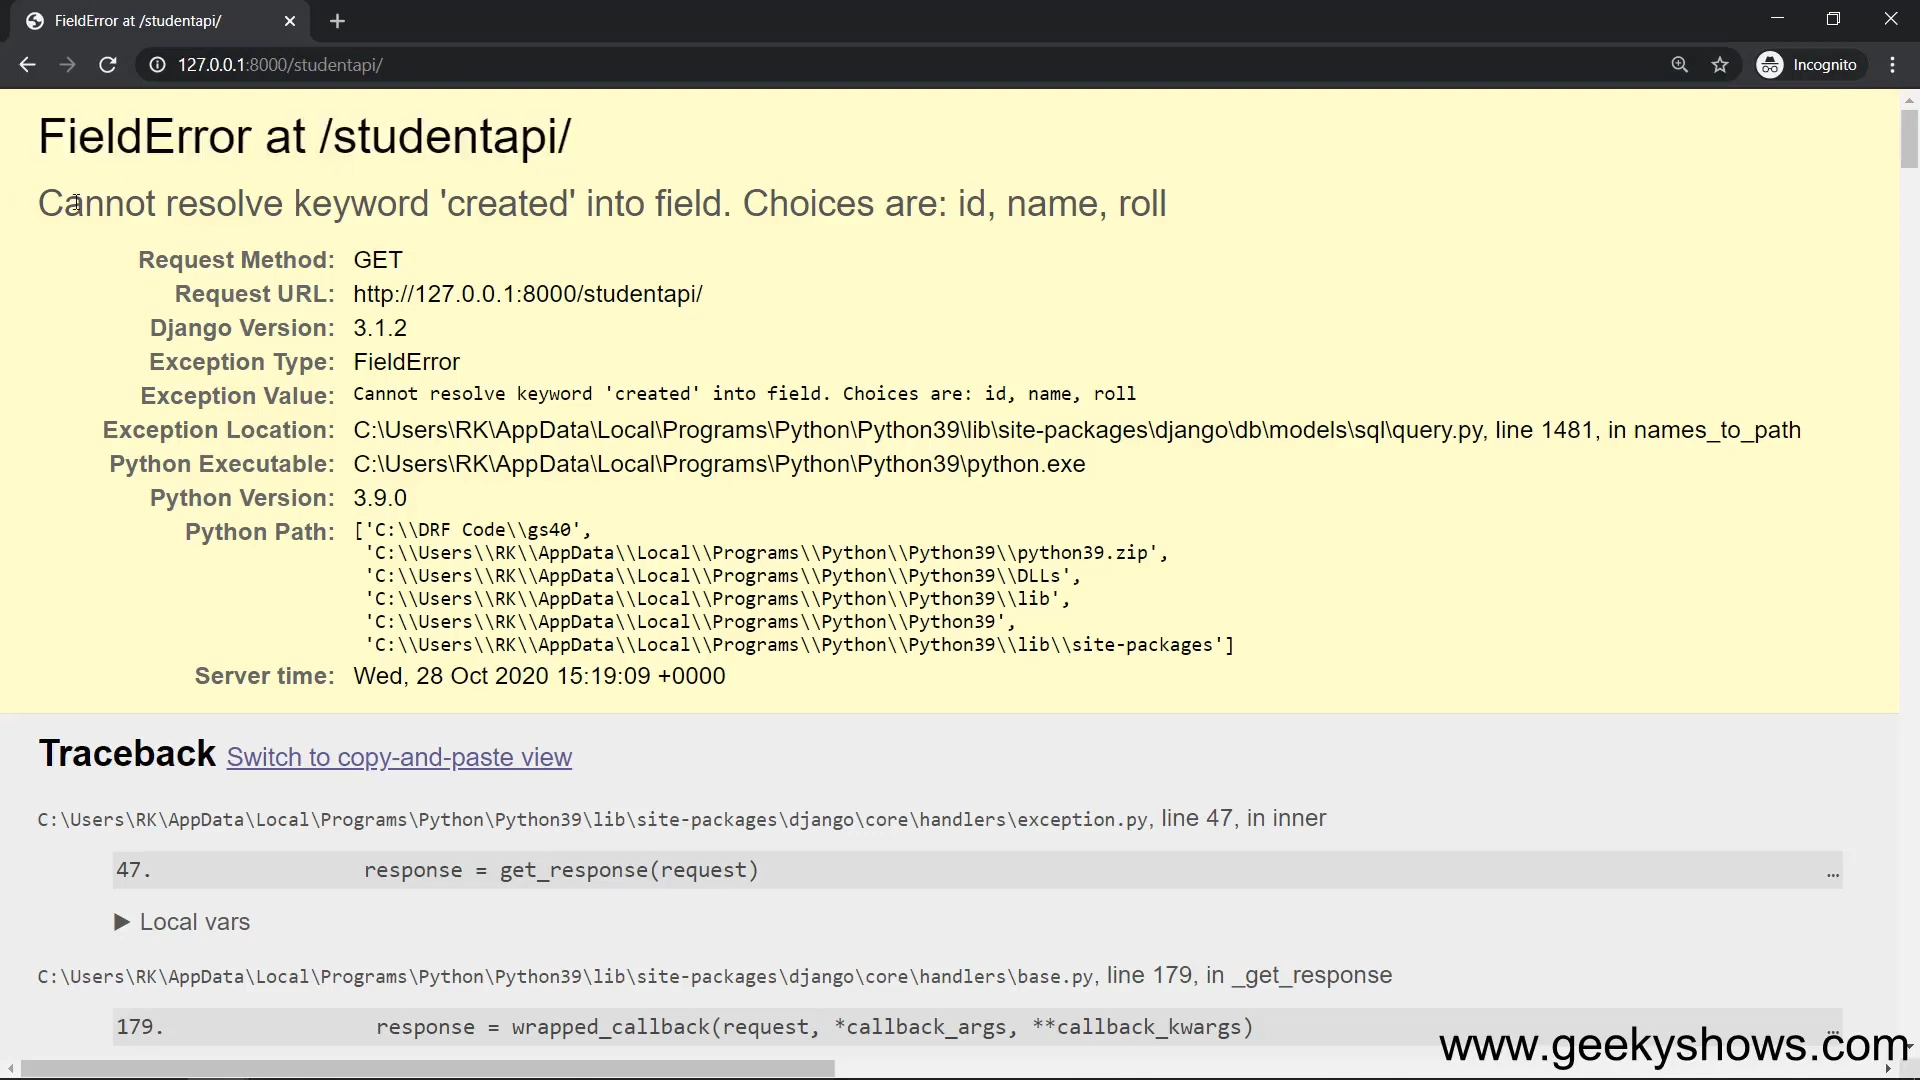 FieldError at /studentapi/
127.0.0.1:8000/studentapi/
Incognito
FieldError at /studentapi/
Cannot resolve keyword 'created' into field. Choices are: id, name, roll
Request Method: GET
Request URL: http://127.0.0.1:8000/studentapi/
Django Version: 3.1.2
Exception Type: FieldError
Exception Value: Cannot resolve keyword 'created' into field. Choices are: id, name, roll
Exception Location: C:\Users\RK\AppData\Local\Programs\Python\Python39\lib\site-packages\django\db\models\sql\query.py, line 1481, in names_to_path
Python Executable: C:\Users\RK\AppData\Local\Programs\Python\Python39\python.exe
Python Version: 3.9.0
Python Path: ['C:\\DRF Code\\gs40',
'C:\\Users\\RK\\AppData\\Local\\Programs\\Python\\Python39\\python39.zip',
'C:\\Users\\RK\\AppData\\Local\\Programs\\Python\\Python39\\DLLs',
'C:\\Users\\RK\\AppData\\Local\\Programs\\Python\\Python39\\lib',
'C:\\Users\\RK\\AppData\\Local\\Programs\\Python\\Python39',
'C:\\Users\\RK\\AppData\\Local\\Programs\\Python\\Python39\\lib\\site-packages']
Server time: Wed, 28 Oct 2020 15:19:09 +0000
Traceback Switch to copy-and-paste view
C:\Users\RK\AppData\Local\Programs\Python\Python39\lib\site-packages\django\core\handlers\exception.py, line 47, in inner
47. response = get_response(request) …
▶ Local vars
C:\Users\RK\AppData\Local\Programs\Python\Python39\lib\site-packages\django\core\handlers\base.py, line 179, in _get_response
179. response = wrapped_callback(request, *callback_args, **callback_kwargs) …
www.geekyshows.com